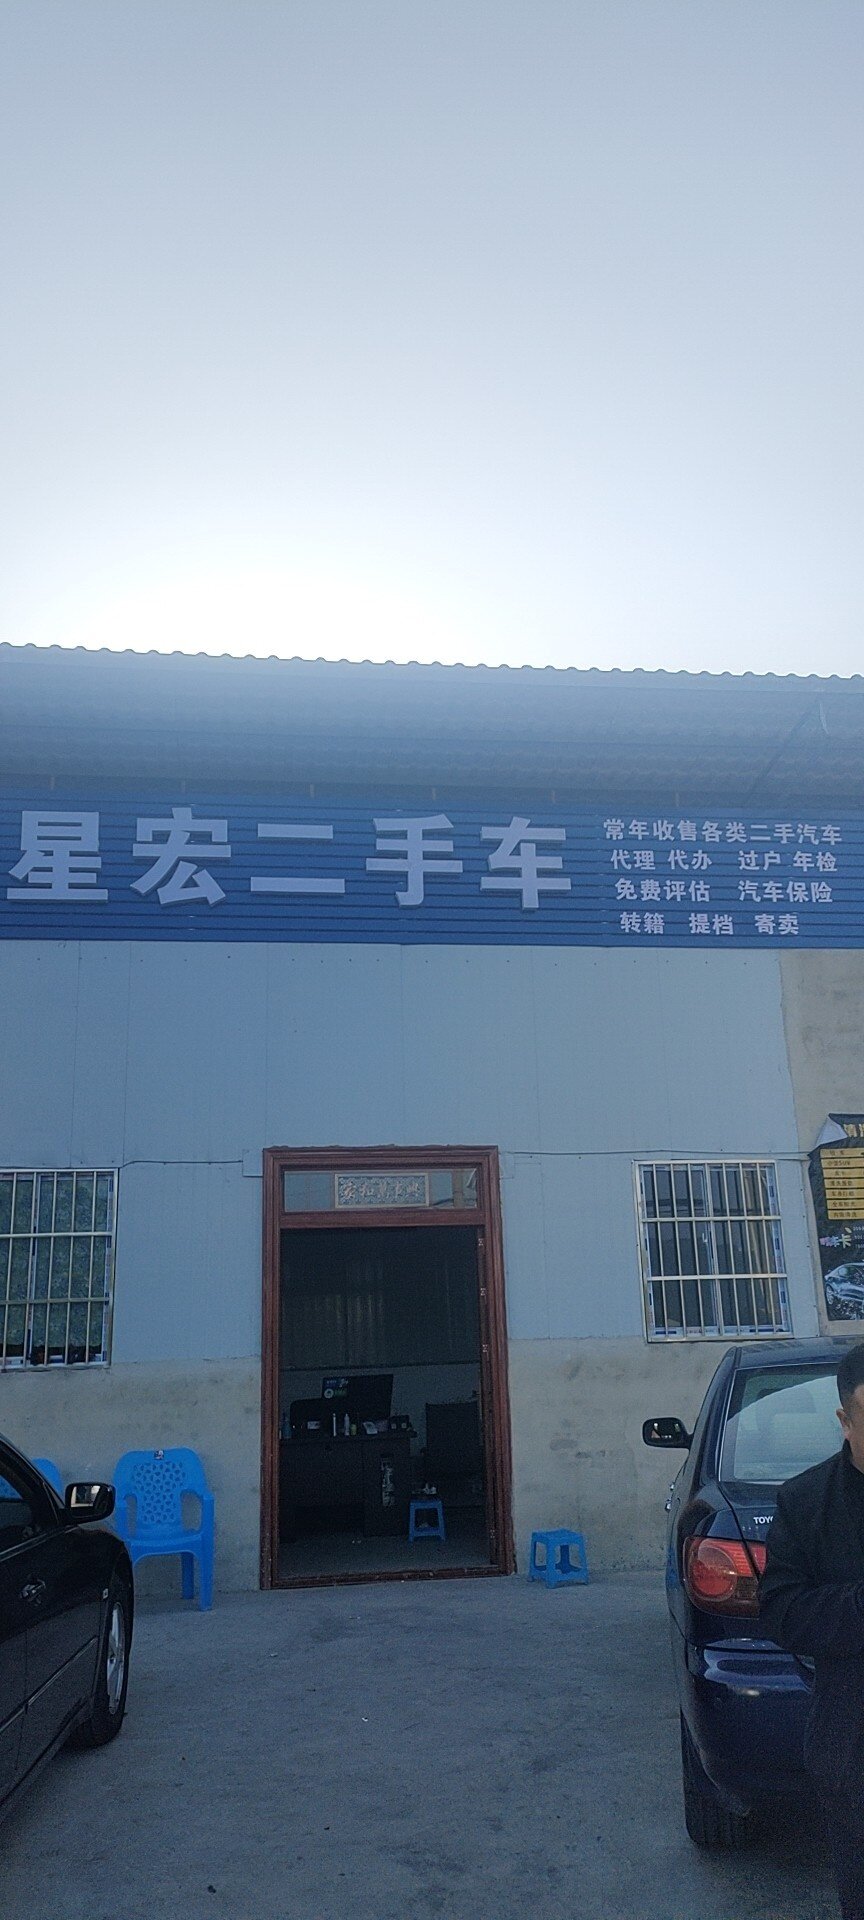 星宏二手车
常年收售各类二手汽车
代理 代办 过户 年检
免费评估 汽车保险
转籍 提档 寄卖
TOYO